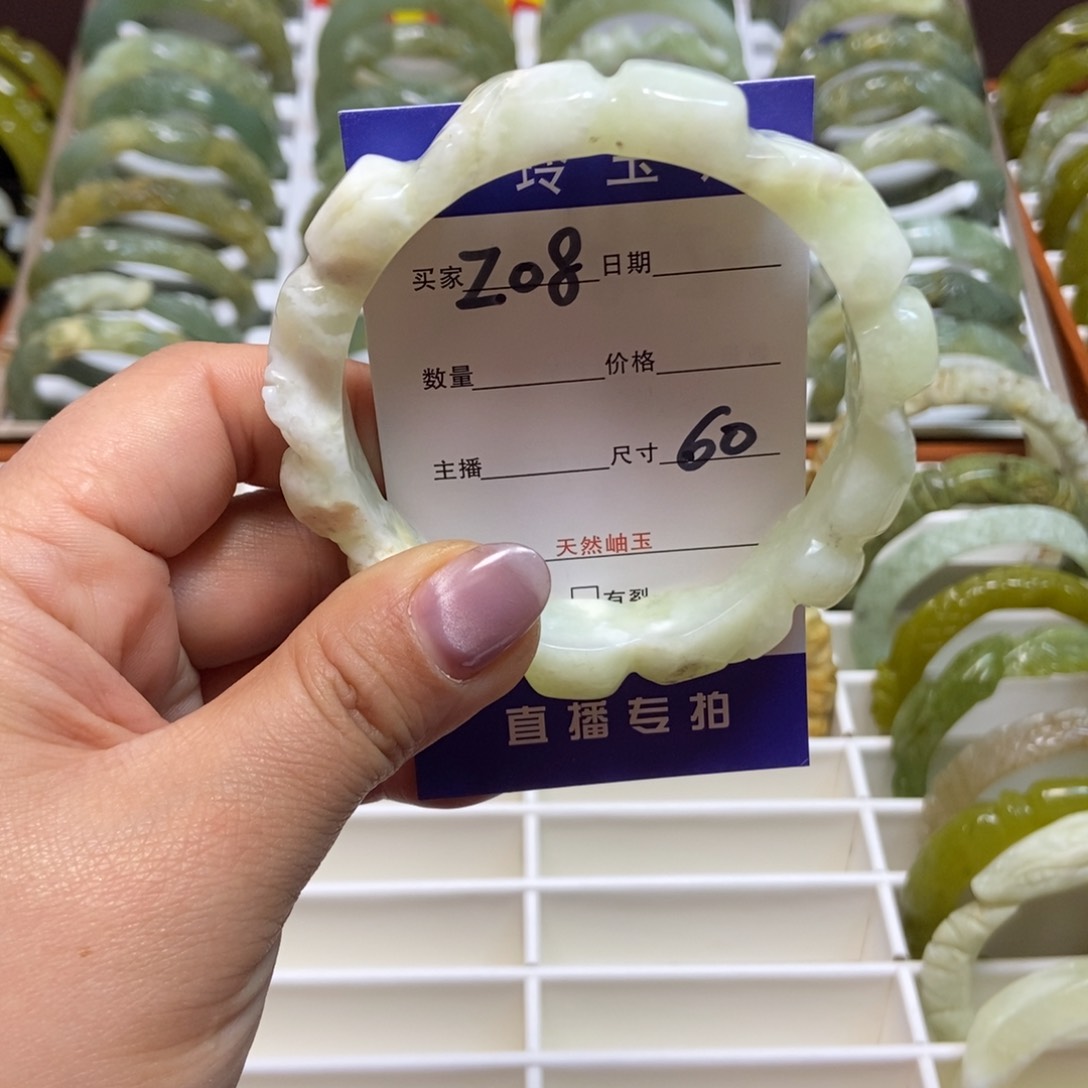 玲玉
买家 Z08 日期
数量 价格
主播 尺寸 60
天然岫玉
□有裂
直播专拍